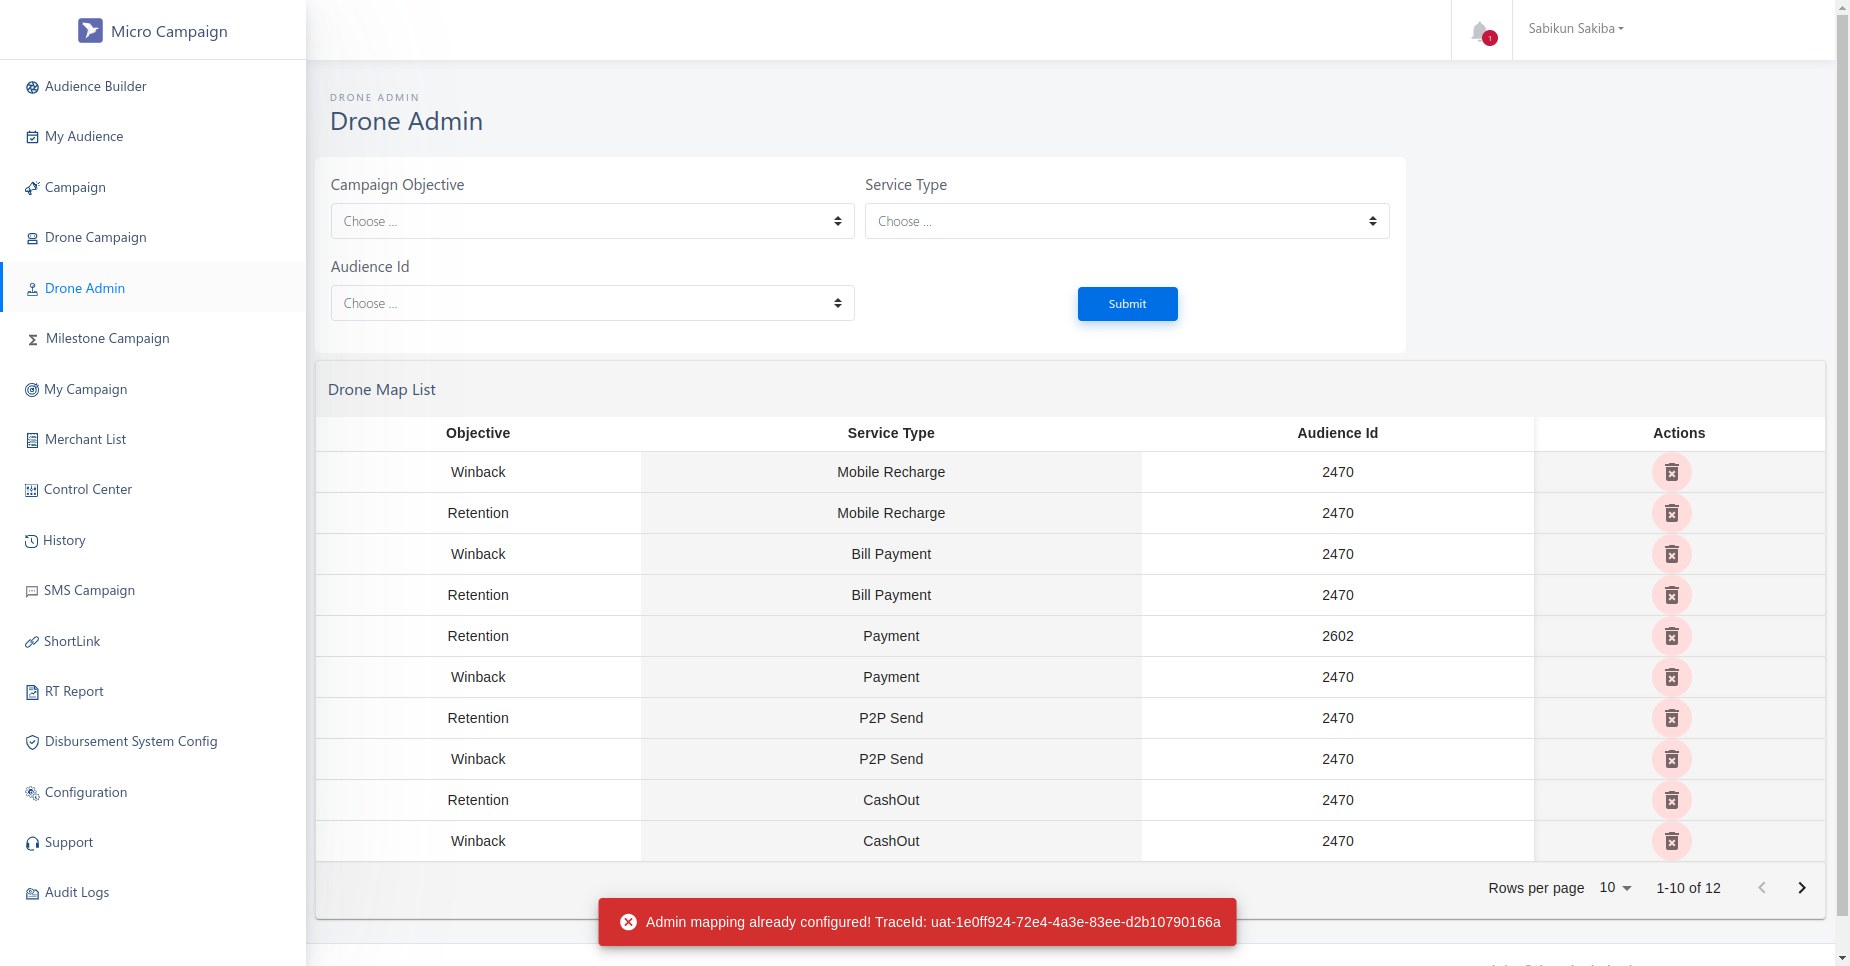 Micro Campaign
1
Sabikun Sakiba
Audience Builder
My Audience
Campaign
Drone Campaign
Drone Admin
Milestone Campaign
My Campaign
Merchant List
Control Center
History
SMS Campaign
ShortLink
RT Report
Disbursement System Config
Configuration
Support
Audit Logs
DRONE ADMIN
Drone Admin
Campaign Objective
Service Type
Choose ...
Choose ...
Audience Id
Choose ...
Submit
Drone Map List
Objective Service Type Audience Id Actions
Winback Mobile Recharge 2470
Retention Mobile Recharge 2470
Winback Bill Payment 2470
Retention Bill Payment 2470
Retention Payment 2602
Winback Payment 2470
Retention P2P Send 2470
Winback P2P Send 2470
Retention CashOut 2470
Winback CashOut 2470
Rows per page 10 1-10 of 12
Admin mapping already configured! TraceId: uat-1e0ff924-72e4-4a3e-83ee-d2b10790166a